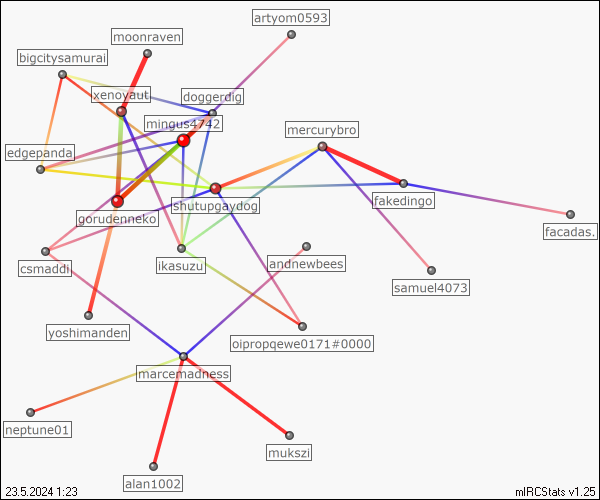 artyom0593
moonraven
bigcitysamurai
xenoyaut
doggerdig
mingus4742
mercurybro
edgepanda
fakedingo
shutupgaydog
gorudenneko
facadas.
csmaddi
ikasuzu
andnewbees
samuel4073
yoshimanden
oipropqewe0171#0000
marcemadness
neptune01
mukszi
alan1002
23.5.2024 1:23
mIRCStats v1.25